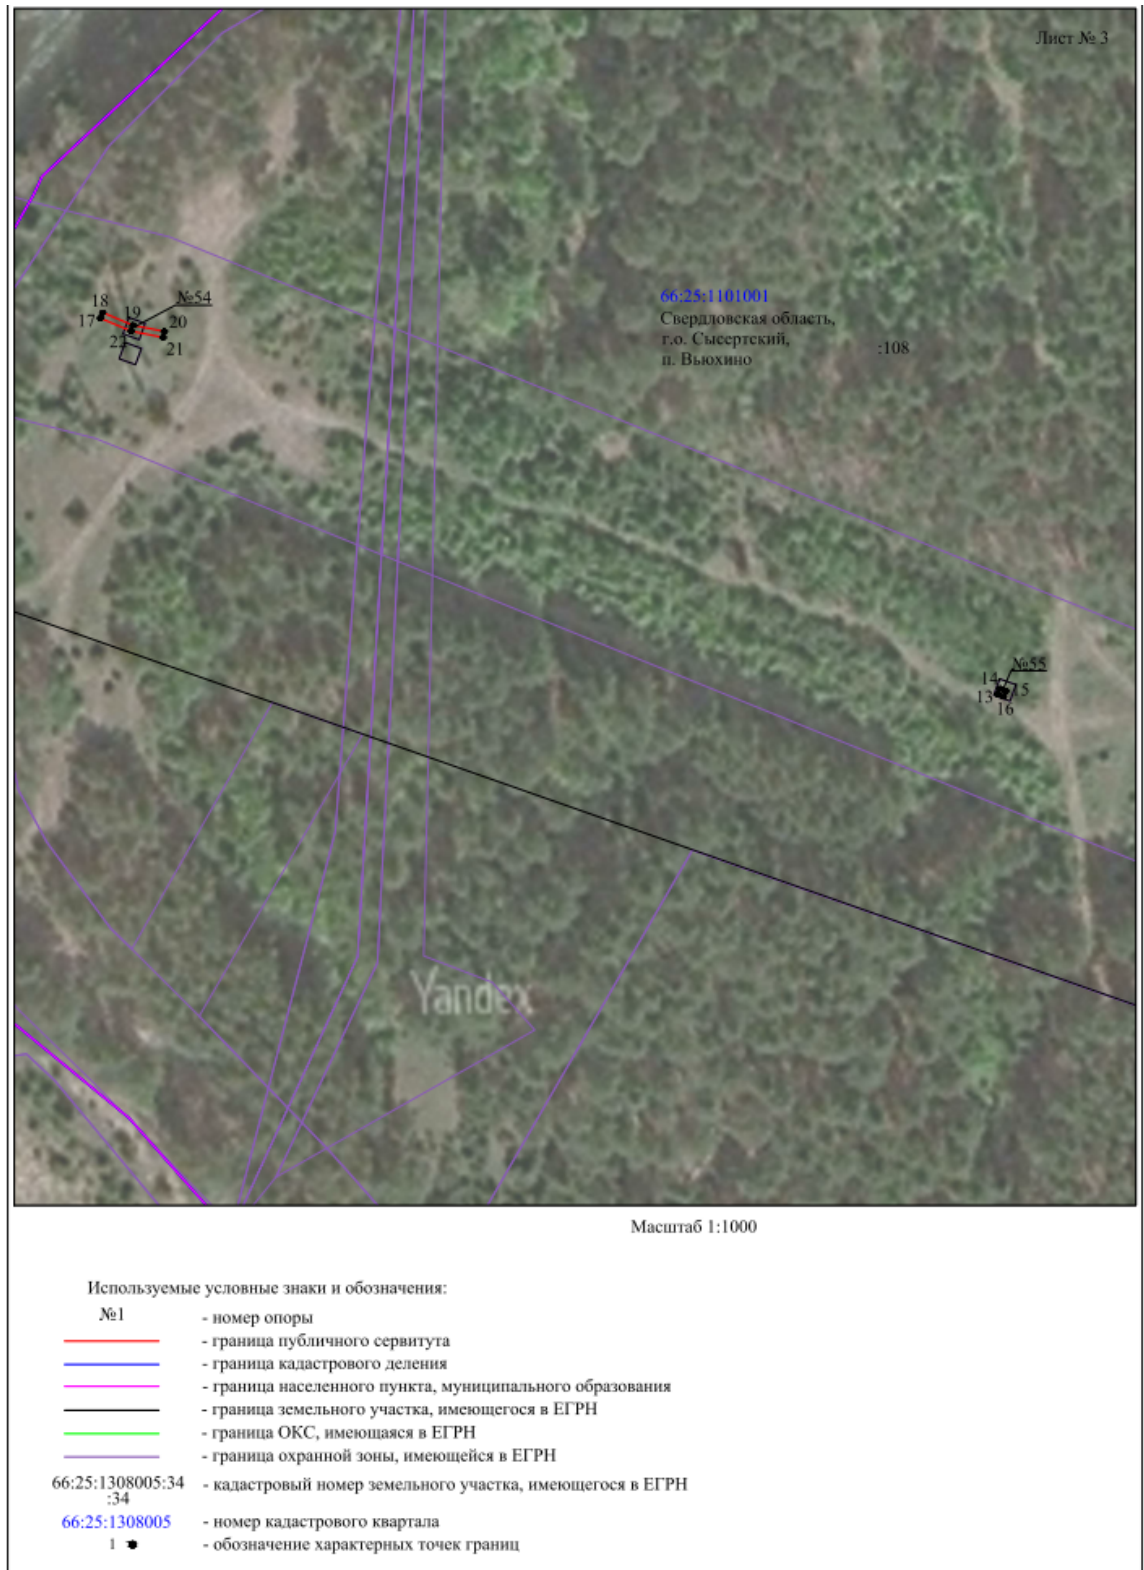 Лист № 3
№54
18
19
20
17
22
21
66:25:1101001
Свердловская область,
г.о. Сысертский,
п. Вьюхино
:108
№55
14
15
13
16
Yandex
Масштаб 1:1000
Используемые условные знаки и обозначения:
№1 - номер опоры
- граница публичного сервитута
- граница кадастрового деления
- граница населенного пункта, муниципального образования
- граница земельного участка, имеющегося в ЕГРН
- граница ОКС, имеющаяся в ЕГРН
- граница охранной зоны, имеющейся в ЕГРН
66:25:1308005:34 - кадастровый номер земельного участка, имеющегося в ЕГРН
:34
66:25:1308005 - номер кадастрового квартала
1 - обозначение характерных точек границ